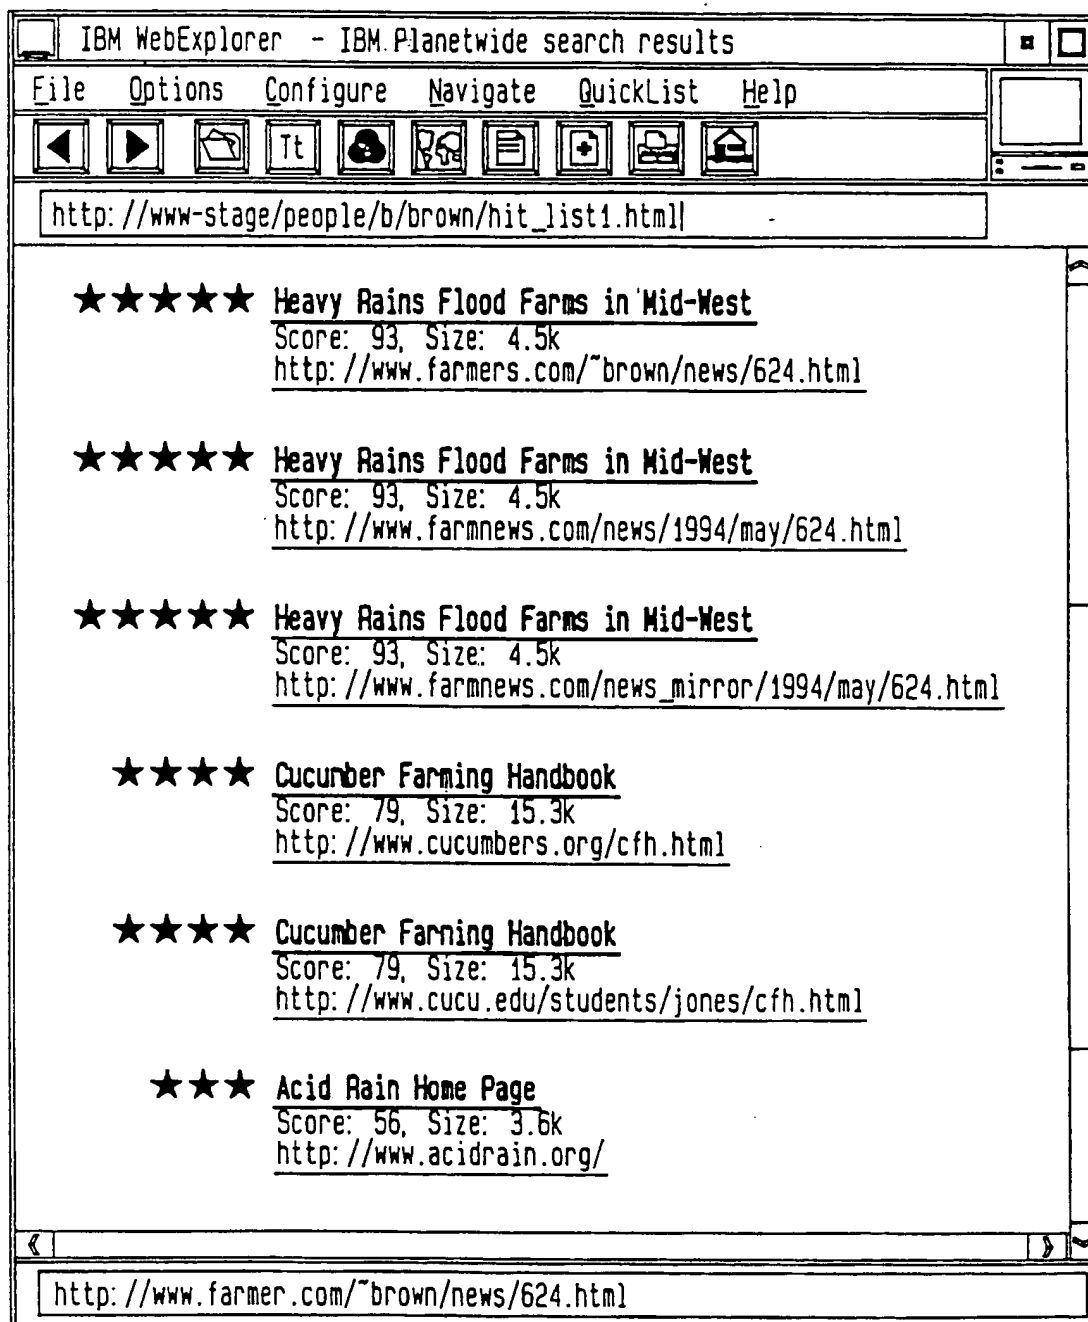 IBM WebExplorer - IBM Planetwide search results
File Options Configure Navigate QuickList Help
Tt
http://www-stage/people/b/brown/hit_list1.html
★★★★★ Heavy Rains Flood Farms in Mid-West
Score: 93, Size: 4.5k
http://www.farmers.com/~brown/news/624.html
★★★★★ Heavy Rains Flood Farms in Mid-West
Score: 93, Size: 4.5k
http://www.farmnews.com/news/1994/may/624.html
★★★★★ Heavy Rains Flood Farms in Mid-West
Score: 93, Size: 4.5k
http://www.farmnews.com/news_mirror/1994/may/624.html
★★★★ Cucumber Farming Handbook
Score: 79, Size: 15.3k
http://www.cucumbers.org/cfh.html
★★★★ Cucumber Farming Handbook
Score: 79, Size: 15.3k
http://www.cucu.edu/students/jones/cfh.html
★★★ Acid Rain Home Page
Score: 56, Size: 3.6k
http://www.acidrain.org/
http://www.farmer.com/~brown/news/624.html